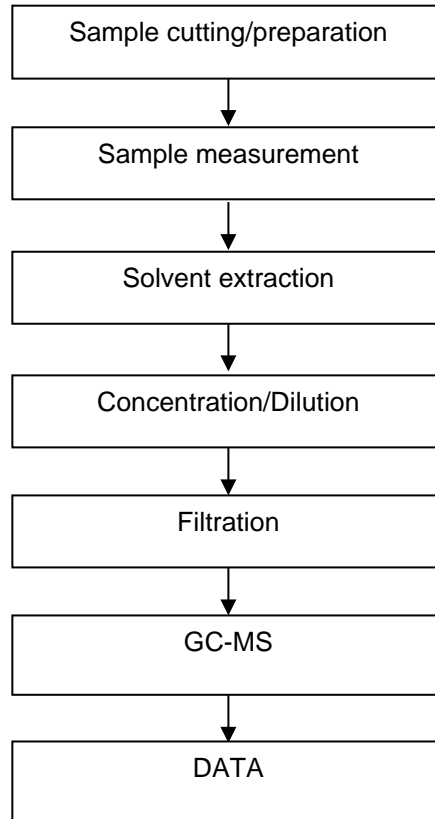 Sample cutting/preparation
Sample measurement
Solvent extraction
Concentration/Dilution
Filtration
GC-MS
DATA